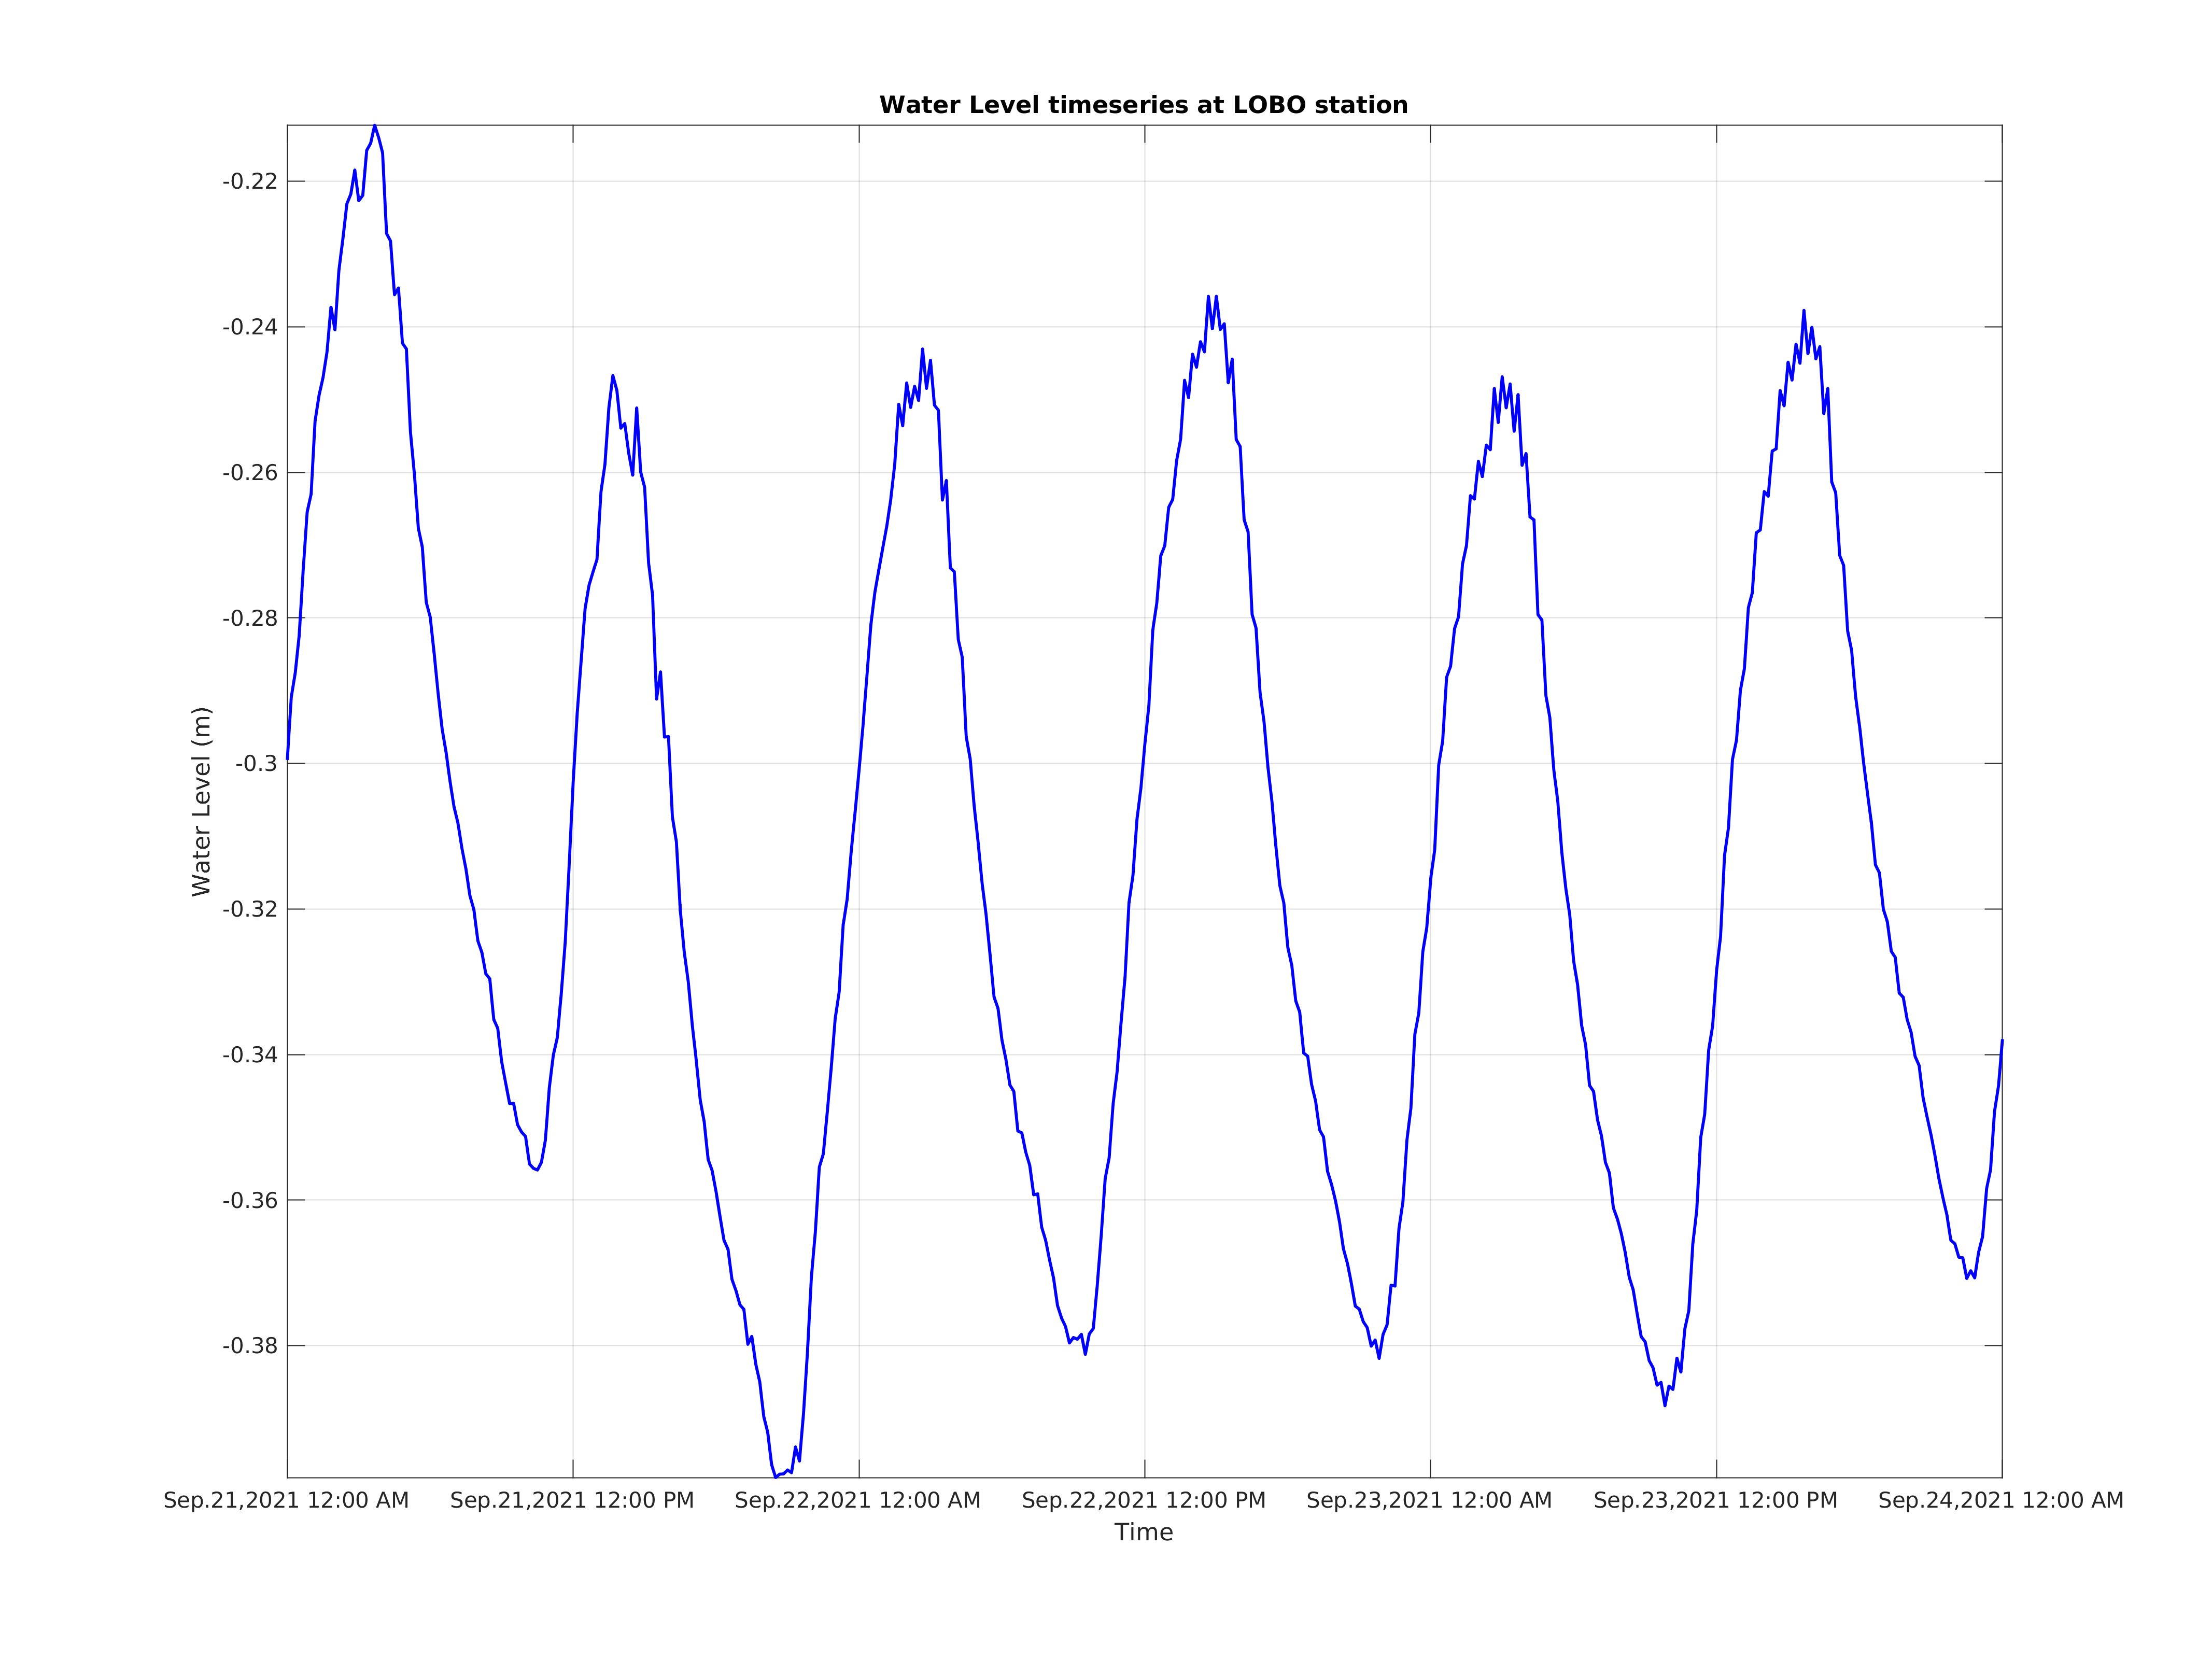 Water Level timeseries at LOBO station
-0.22
-0.24
-0.26
-0.28
-0.3
-0.32
-0.34
-0.36
-0.38
Water Level (m)
Sep.21,2021 12:00 AM
Sep.21,2021 12:00 PM
Sep.22,2021 12:00 AM
Sep.22,2021 12:00 PM
Sep.23,2021 12:00 AM
Sep.23,2021 12:00 PM
Sep.24,2021 12:00 AM
Time